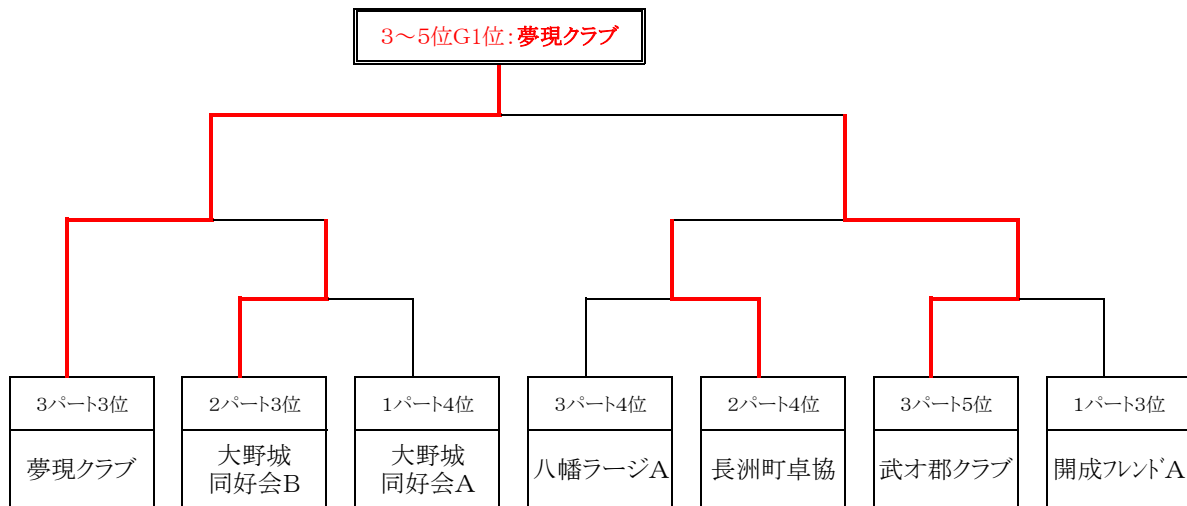 3～5位G1位：夢現クラブ
3パート3位
2パート3位
1パート4位
3パート4位
2パート4位
3パート5位
1パート3位
夢現クラブ
大野城
同好会B
大野城
同好会A
八幡ラージA
長洲町卓協
武才郡クラブ
開成フレンドA